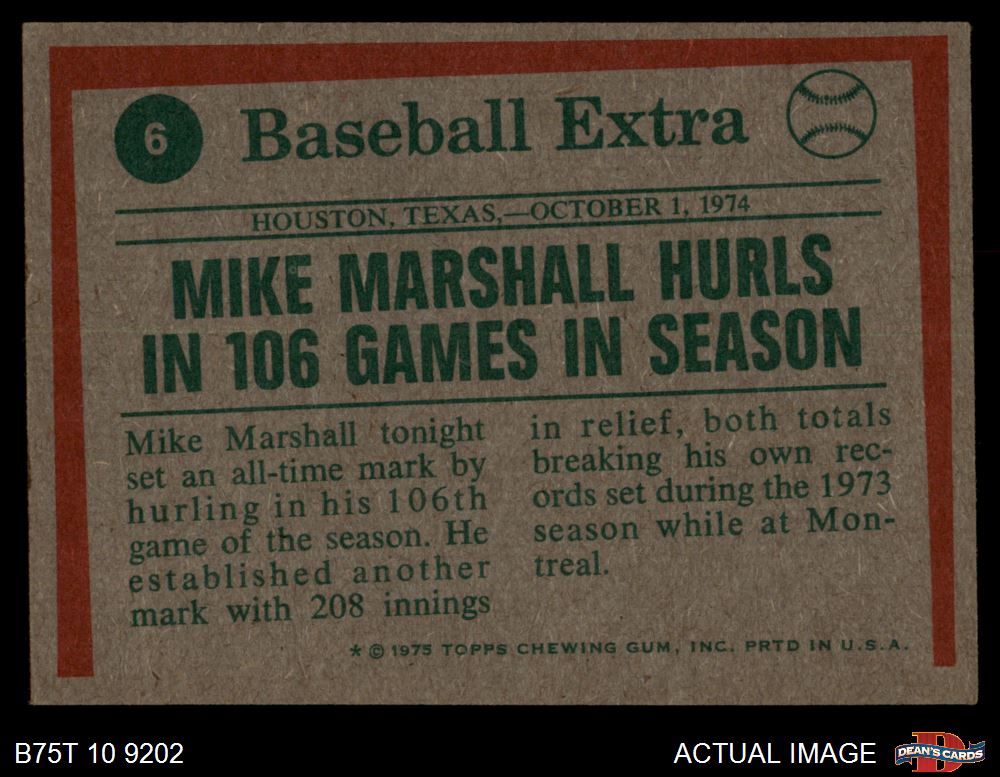 6
Baseball Extra
HOUSTON, TEXAS,—OCTOBER 1, 1974
MIKE MARSHALL HURLS
IN 106 GAMES IN SEASON
Mike Marshall tonight
set an all-time mark by
hurling in his 106th
game of the season. He
established another
mark with 208 innings
in relief, both totals
breaking his own rec-
ords set during the 1973
season while at Mon-
treal.
* © 1975 TOPPS CHEWING GUM, INC. PRTD IN U.S.A.
B75T 10 9202
ACTUAL IMAGE
D
DEAN'S CARDS